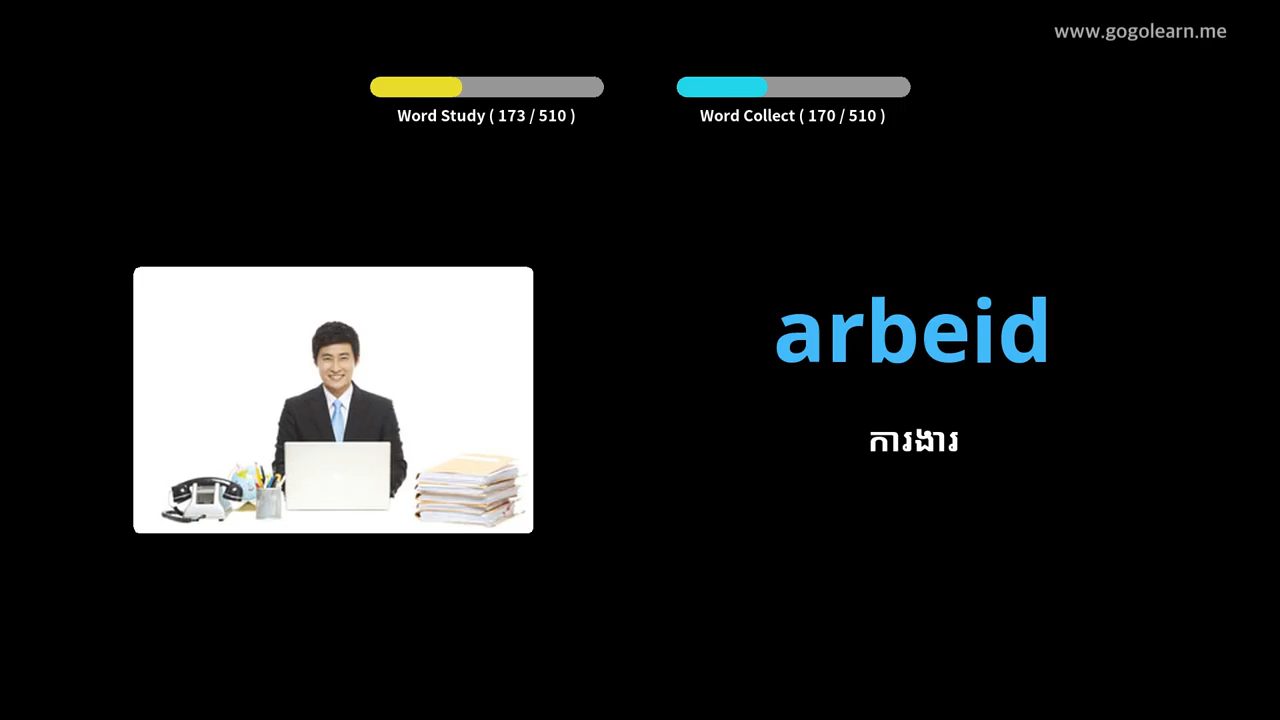 www.gogolearn.me
Word Study ( 173 / 510 )
Word Collect ( 170 / 510 )
arbeid
ការងារ